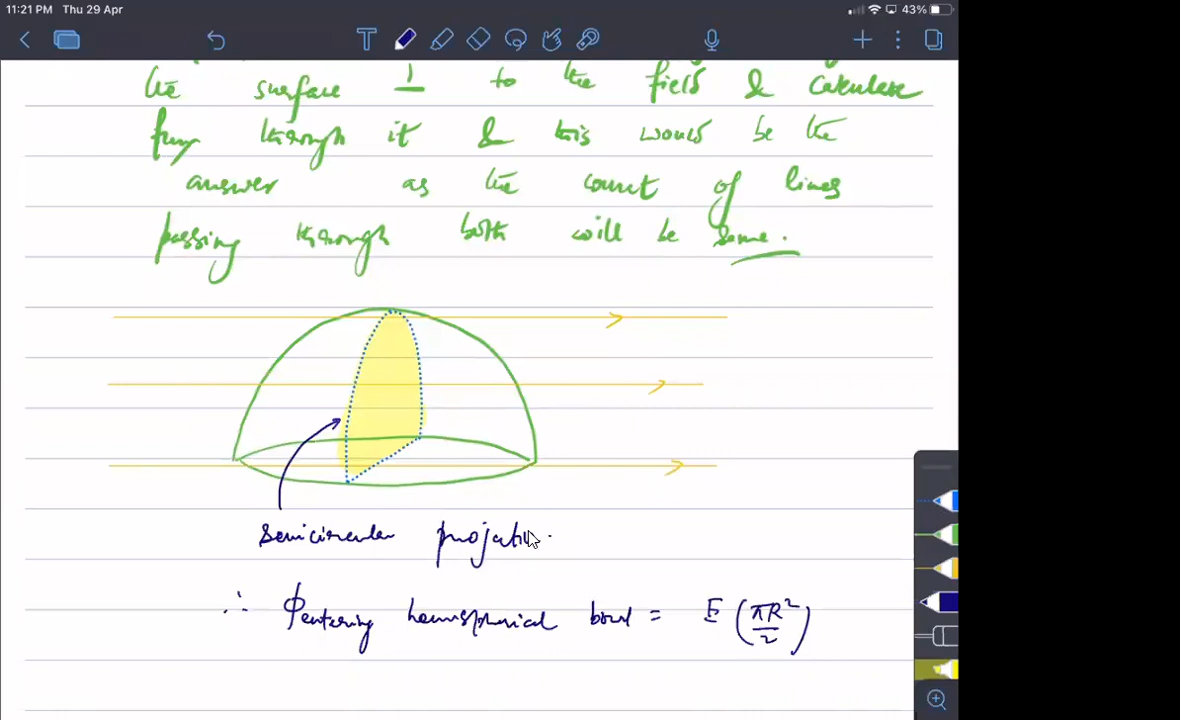 11:21 PM Thu 29 Apr
43%
the surface ⊥ to the field & calculate
flux through it & this would be the
answer as the count of lines
passing through both will be same.
semicircular projection.
∴ Φentering hemispherical bowl = E (πR²/2)